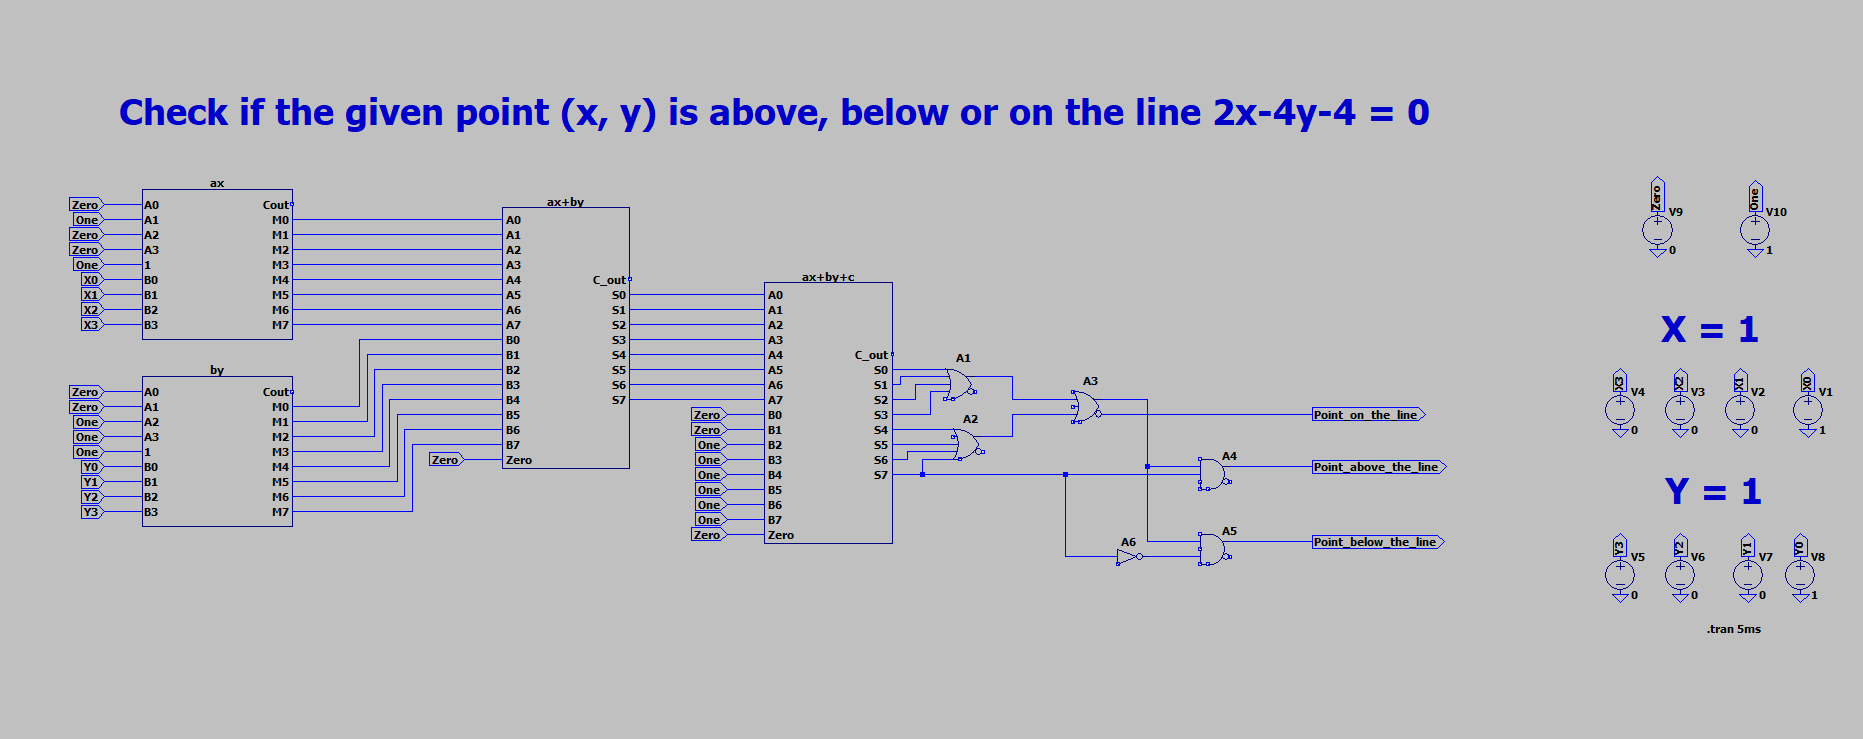 Check if the given point (x, y) is above, below or on the line 2x-4y-4 = 0
ax
Zero A0 Cout
One A1 M0
Zero A2 M1
Zero A3 M2
One 1 M3
X0 B0 M4
X1 B1 M5
X2 B2 M6
X3 B3 M7
by
Zero A0 Cout
Zero A1 M0
One A2 M1
One A3 M2
One 1 M3
Y0 B0 M4
Y1 B1 M5
Y2 B2 M6
Y3 B3 M7
ax+by
A0
A1
A2
A3
A4 C_out
A5 S0
A6 S1
A7 S2
B0 S3
B1 S4
B2 S5
B3 S6
B4 S7
B5
B6
B7
Zero Zero
ax+by+c
A0
A1
A2
A3
A4 C_out
A5 S0
A6 S1
A7 S2
Zero B0 S3
Zero B1 S4
One B2 S5
One B3 S6
One B4 S7
One B5
One B6
One B7
Zero Zero
A1
A2
A3
A4
A5
A6
Point_on_the_line
Point_above_the_line
Point_below_the_line
Zero V9 0
One V10 1
X = 1
X3 V4 0
X2 V3 0
X1 V2 0
X0 V1 1
Y = 1
Y3 V5 0
Y2 V6 0
Y1 V7 0
Y0 V8 1
.tran 5ms